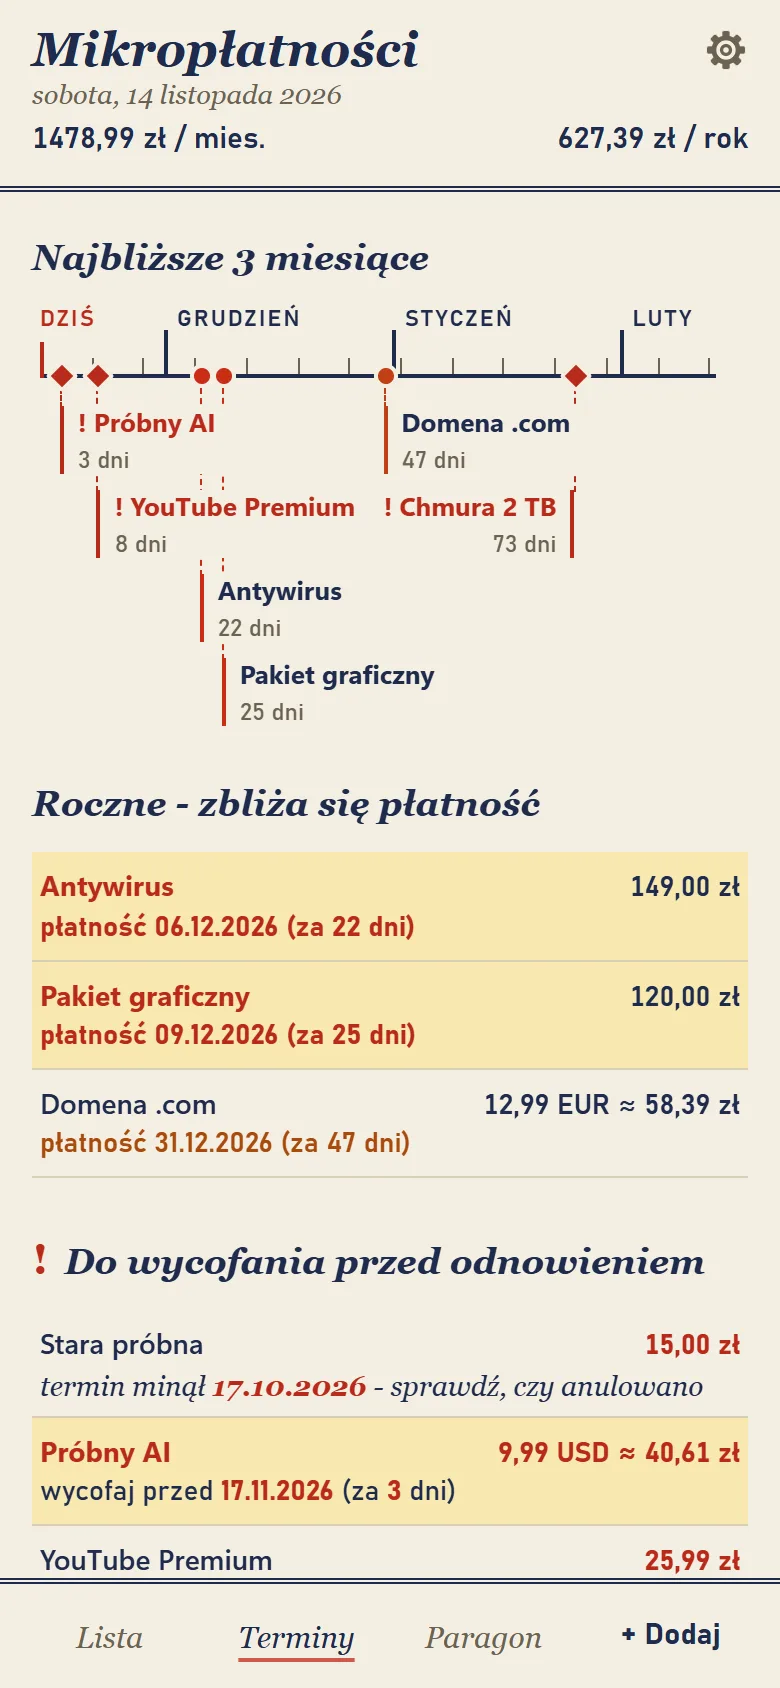 Mikropłatności
sobota, 14 listopada 2026
1478,99 zł / mies.
627,39 zł / rok
Najbliższe 3 miesiące
DZIŚ GRUDZIEŃ STYCZEŃ LUTY
! Próbny AI
3 dni
Domena .com
47 dni
! YouTube Premium
8 dni
! Chmura 2 TB
73 dni
Antywirus
22 dni
Pakiet graficzny
25 dni
Roczne - zbliża się płatność
Antywirus 149,00 zł
płatność 06.12.2026 (za 22 dni)
Pakiet graficzny 120,00 zł
płatność 09.12.2026 (za 25 dni)
Domena .com 12,99 EUR ≈ 58,39 zł
płatność 31.12.2026 (za 47 dni)
! Do wycofania przed odnowieniem
Stara próbna 15,00 zł
termin minął 17.10.2026 - sprawdź, czy anulowano
Próbny AI 9,99 USD ≈ 40,61 zł
wycofaj przed 17.11.2026 (za 3 dni)
YouTube Premium 25,99 zł
Lista Terminy Paragon + Dodaj